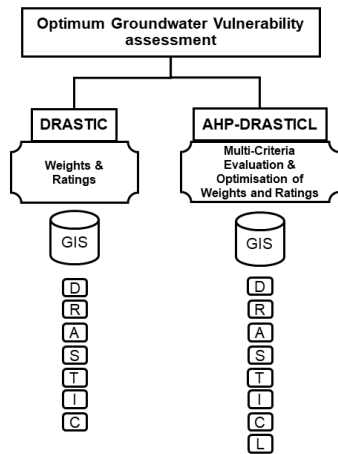 Optimum Groundwater Vulnerability
assessment
DRASTIC
Weights &
Ratings
GIS
D
R
A
S
T
I
C
AHP-DRASTICL
Multi-Criteria
Evaluation &
Optimisation of
Weights and Ratings
GIS
D
R
A
S
T
I
C
L